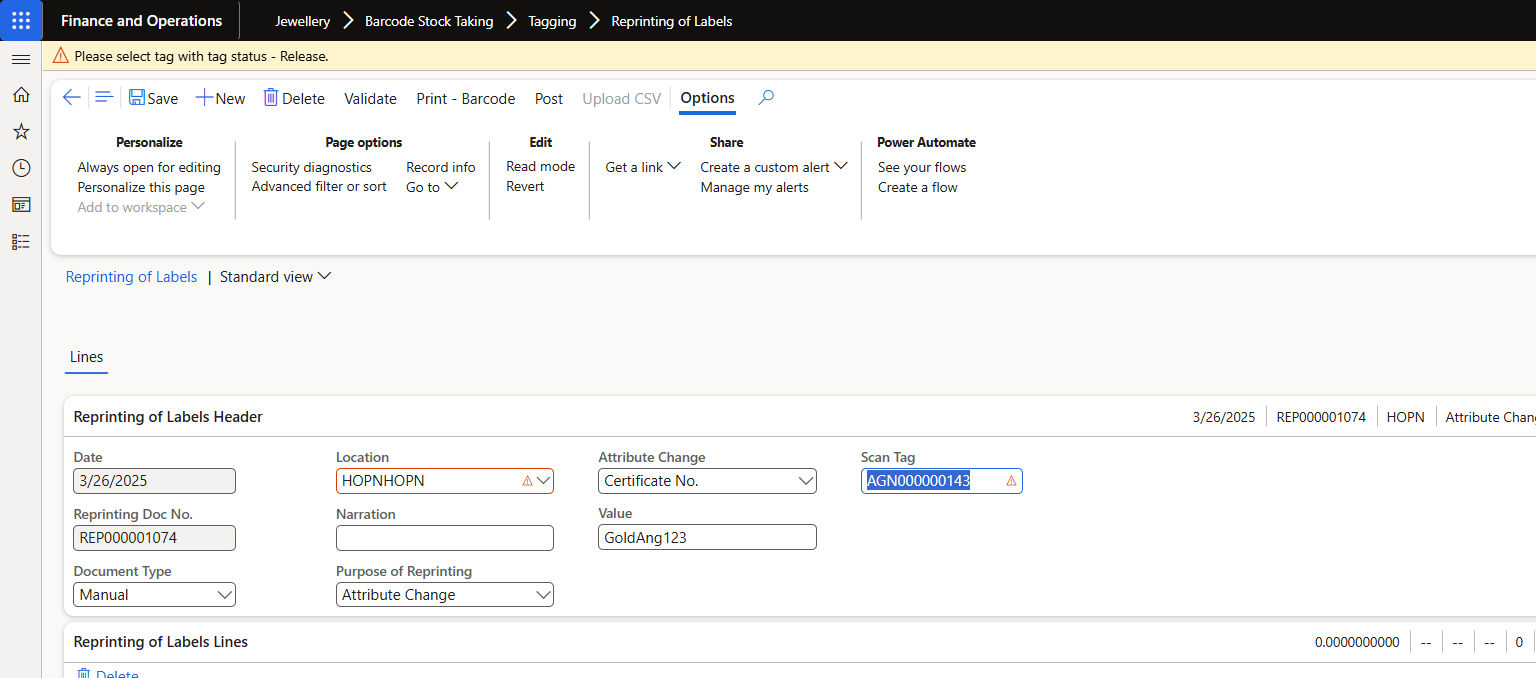 Finance and Operations
Jewellery Barcode Stock Taking Tagging Reprinting of Labels
Please select tag with tag status - Release.
Save New Delete Validate Print - Barcode Post Upload CSV Options
Personalize
Always open for editing
Personalize this page
Add to workspace
Page options
Security diagnostics
Advanced filter or sort
Record info
Go to
Edit
Read mode
Revert
Share
Get a link
Create a custom alert
Manage my alerts
Power Automate
See your flows
Create a flow
Reprinting of Labels | Standard view
Lines
Reprinting of Labels Header 3/26/2025 REP000001074 HOPN Attribute Chang
Date
3/26/2025
Reprinting Doc No.
REP000001074
Document Type
Manual
Location
HOPNHOPN
Narration
Purpose of Reprinting
Attribute Change
Attribute Change
Certificate No.
Value
GoldAng123
Scan Tag
AGN000000143
Reprinting of Labels Lines 0.0000000000 -- -- -- 0
Delete